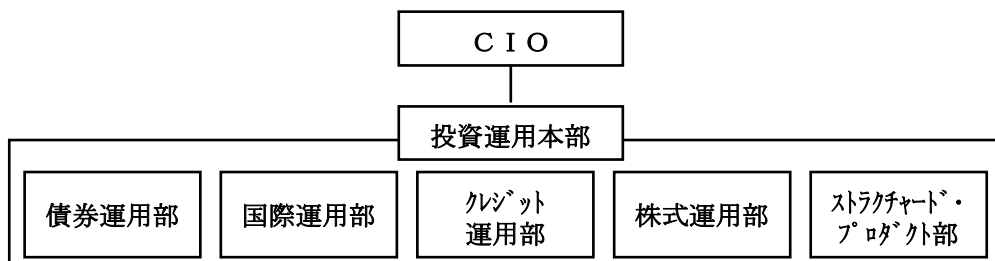 ＣＩＯ
投資運用本部
債券運用部
国際運用部
ｸﾚｼﾞｯﾄ
運用部
株式運用部
ｽﾄﾗｸﾁｬｰﾄﾞ・
ﾌﾟﾛﾀﾞｸﾄ部